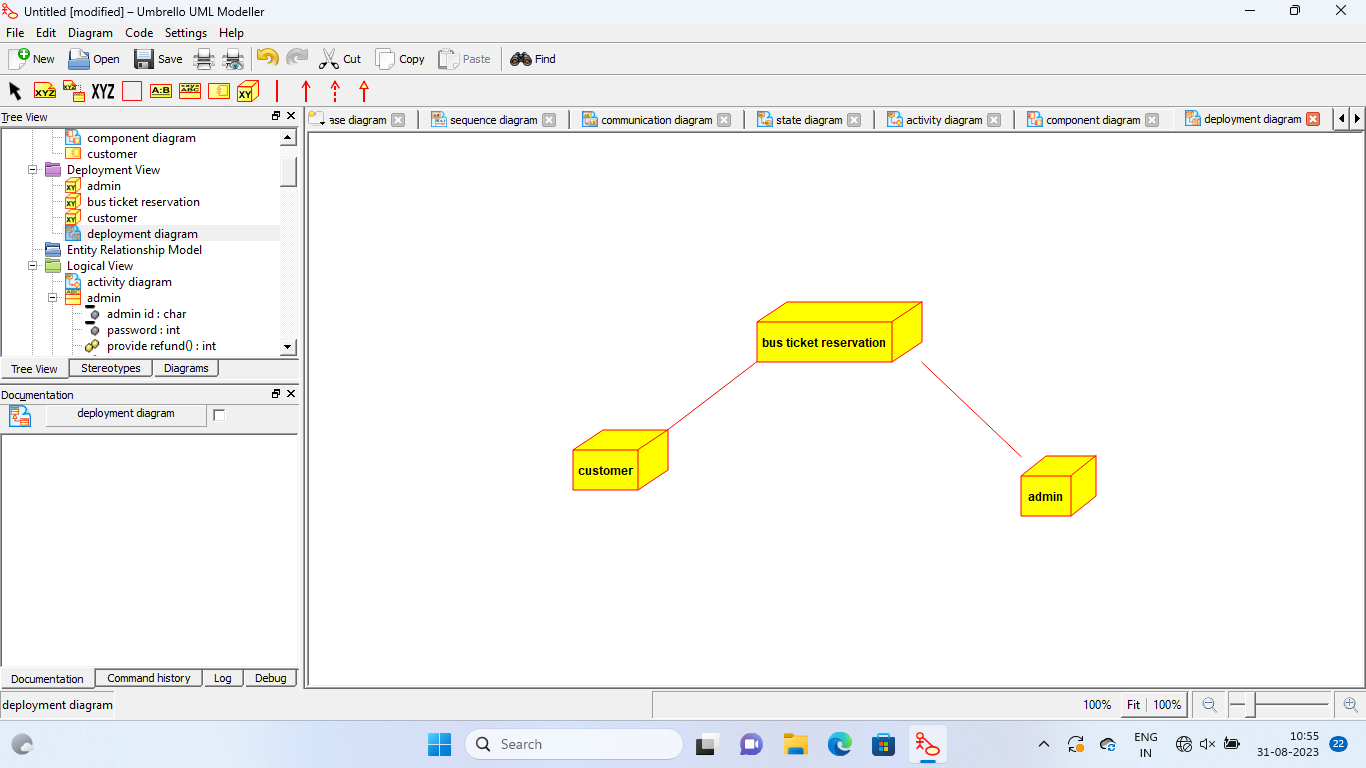 Untitled [modified] – Umbrello UML Modeller
File Edit Diagram Code Settings Help
New Open Save Cut Copy Paste Find
XYZ XYZ XYZ A:B ABC XY
Tree View
ase diagram sequence diagram communication diagram state diagram activity diagram component diagram deployment diagram
component diagram
customer
Deployment View
admin
bus ticket reservation
customer
deployment diagram
Entity Relationship Model
Logical View
activity diagram
admin
admin id : char
password : int
provide refund() : int
Tree View Stereotypes Diagrams
Documentation
deployment diagram
bus ticket reservation
customer
admin
Documentation Command history Log Debug
deployment diagram
100% Fit 100%
Search
ENG
IN
10:55
31-08-2023
22